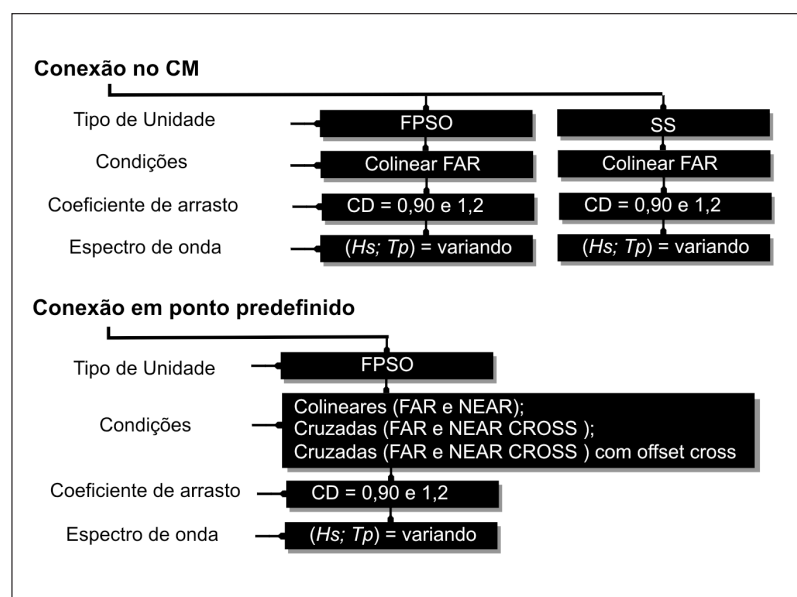 Conexão no CM
Tipo de Unidade FPSO SS
Condições Colinear FAR Colinear FAR
Coeficiente de arrasto CD = 0,90 e 1,2 CD = 0,90 e 1,2
Espectro de onda (Hs; Tp) = variando (Hs; Tp) = variando
Conexão em ponto predefinido
Tipo de Unidade FPSO
Condições
Colineares (FAR e NEAR);
Cruzadas (FAR e NEAR CROSS );
Cruzadas (FAR e NEAR CROSS ) com offset cross
Coeficiente de arrasto CD = 0,90 e 1,2
Espectro de onda (Hs; Tp) = variando